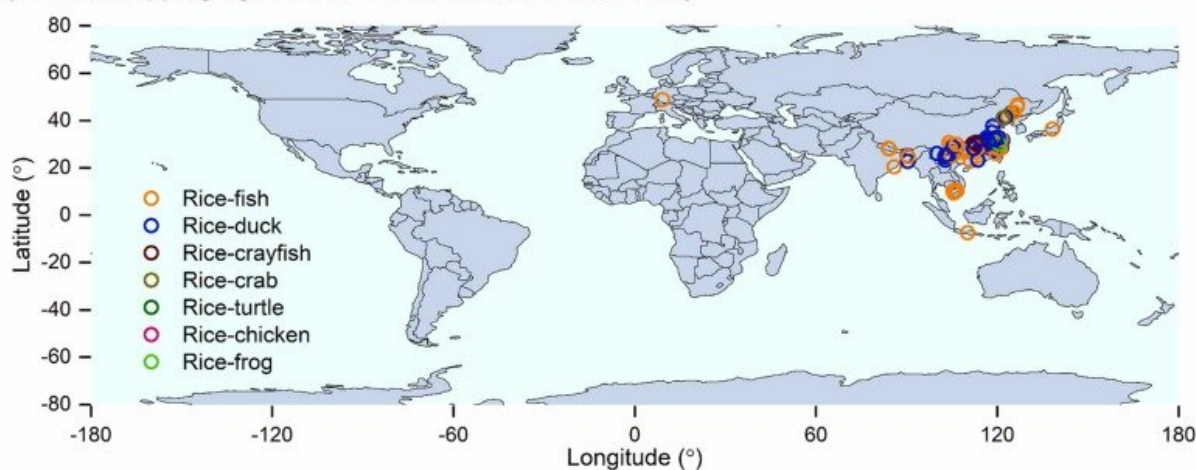 80
60
40
20
0
-20
-40
-60
-80
Latitude (°)
Rice-fish
Rice-duck
Rice-crayfish
Rice-crab
Rice-turtle
Rice-chicken
Rice-frog
-180 -120 -60 0 60 120 180
Longitude (°)